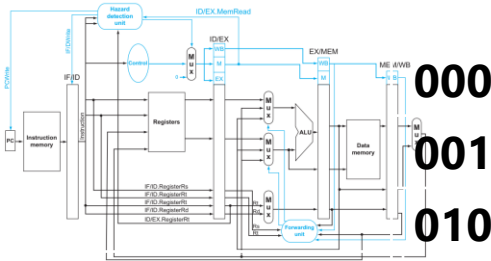 Hazard detection unit
ID/EX.MemRead
IF/IDWrite
PCWrite
ID/EX
EX/MEM
MEM/WB
IF/ID
Control
Mux
0
WB
M
EX
WB
M
B
000
PC
Instruction memory
Instruction
Registers
Mux
Mux
ALU
Data memory
Mux
001
IF/ID.RegisterRs
IF/ID.RegisterRt
IF/ID.RegisterRt
IF/ID.RegisterRd
ID/EX.RegisterRt
Rt
Rd
Mux
Rs
Rt
Forwarding unit
010